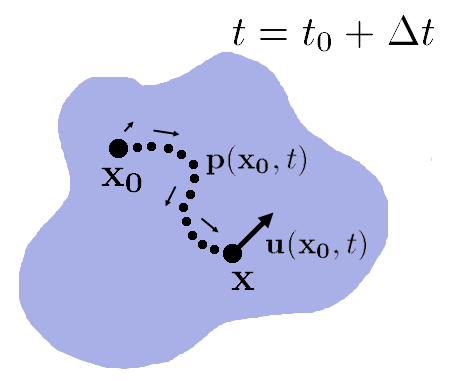 t = t₀ + Δt
p(x₀, t)
x₀
u(x₀, t)
x